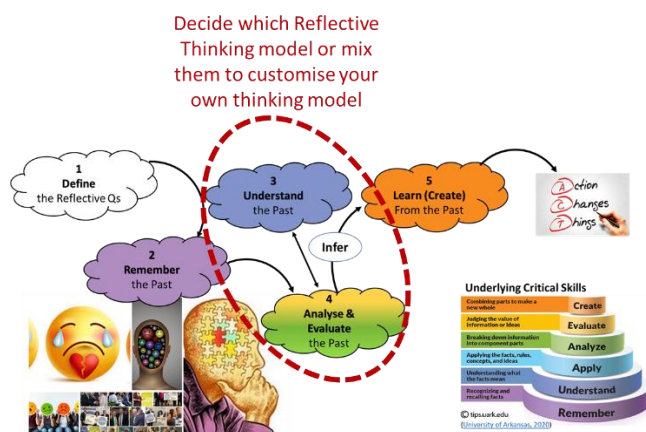 Decide which Reflective
Thinking model or mix
them to customise your
own thinking model
1
Define
the Reflective Qs
2
Remember
the Past
3
Understand
the Past
4
Analyse &
Evaluate
the Past
Infer
5
Learn (Create)
From the Past
Action
Changes
Things
Underlying Critical Skills
Combining parts to make a
new whole
Create
Judging the value of
information or ideas
Evaluate
Breaking down information
into component parts
Analyze
Applying the facts, rules,
concepts, and ideas
Apply
Understanding what
the facts mean
Understand
Recognizing and
recalling facts
Remember
© tips.uark.edu
(University of Arkansas, 2020)